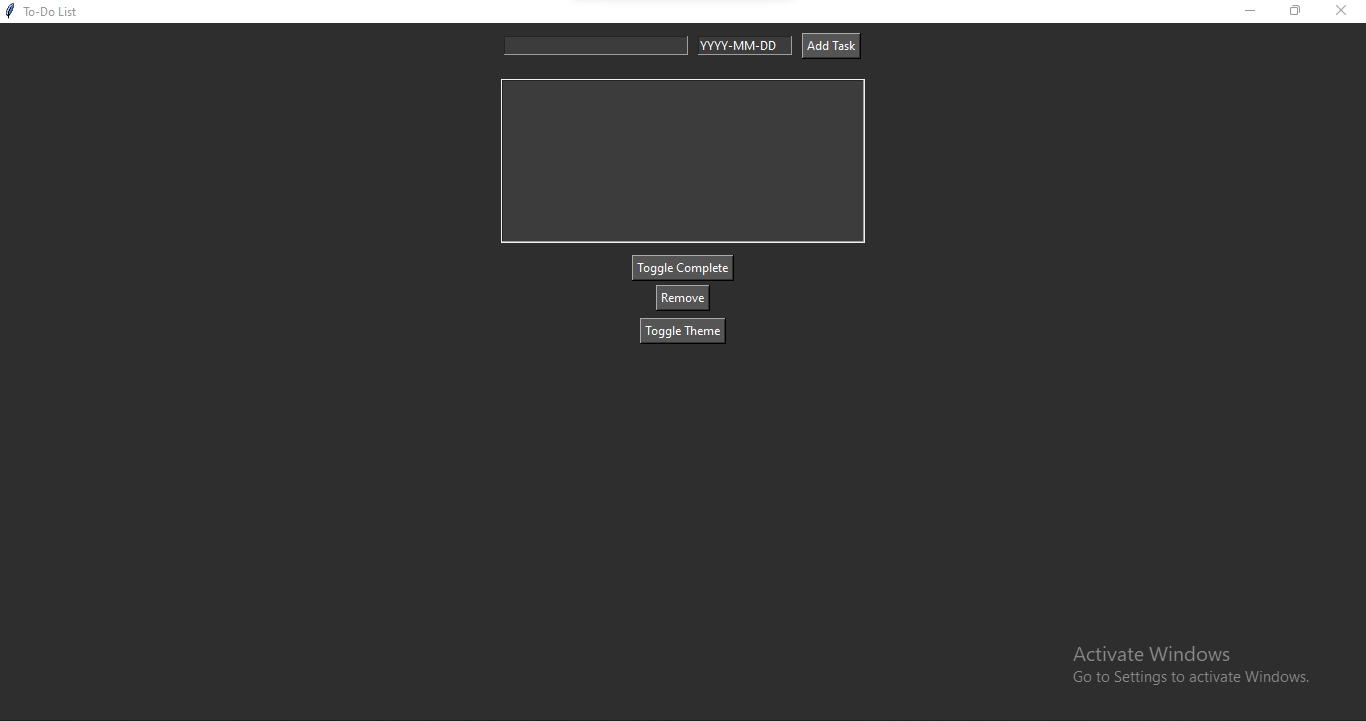 To-Do List
YYYY-MM-DD Add Task
Toggle Complete
Remove
Toggle Theme
Activate Windows
Go to Settings to activate Windows.